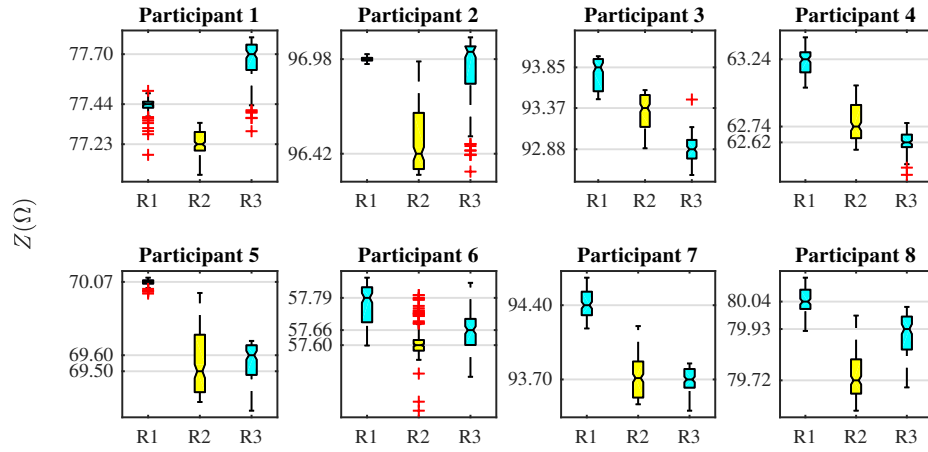 Participant 1
Participant 2
Participant 3
Participant 4
77.70
77.44
77.23
R1 R2 R3
96.98
96.42
R1 R2 R3
93.85
93.37
92.88
R1 R2 R3
63.24
62.74
62.62
R1 R2 R3
Z(Ω)
Participant 5
Participant 6
Participant 7
Participant 8
70.07
69.60
69.50
R1 R2 R3
57.79
57.66
57.60
R1 R2 R3
94.40
93.70
R1 R2 R3
80.04
79.93
79.72
R1 R2 R3